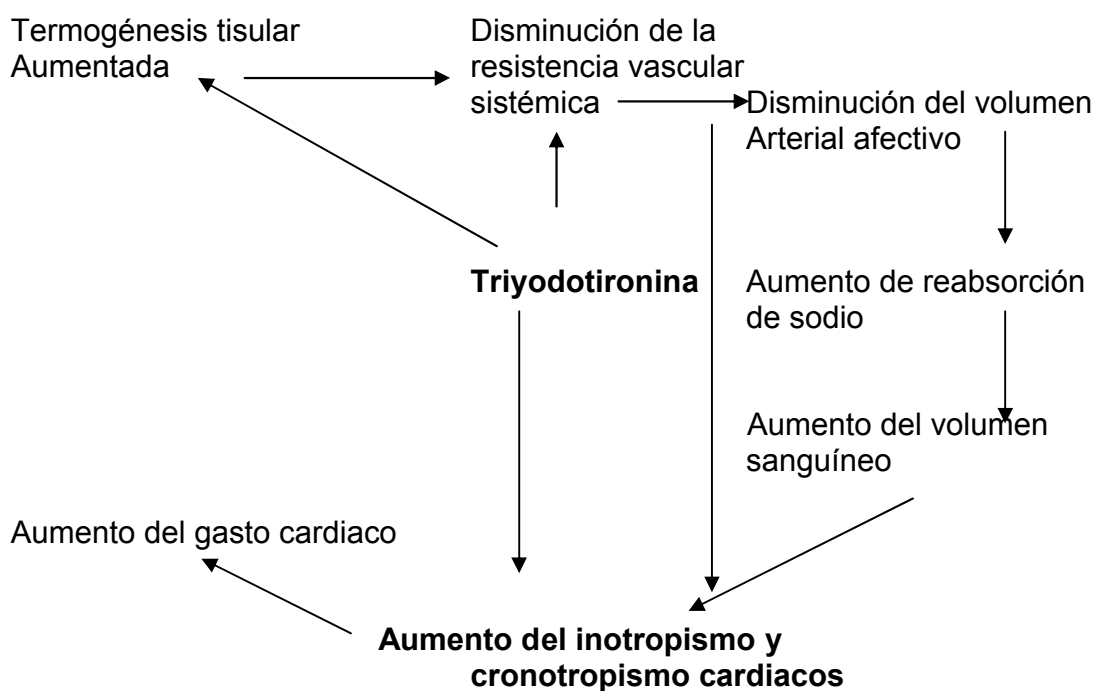 Termogénesis tisular
Aumentada
Disminución de la
resistencia vascular
sistémica
Disminución del volumen
Arterial afectivo
Triyodotironina
Aumento de reabsorción
de sodio
Aumento del volumen
sanguíneo
Aumento del gasto cardiaco
Aumento del inotropismo y
cronotropismo cardiacos